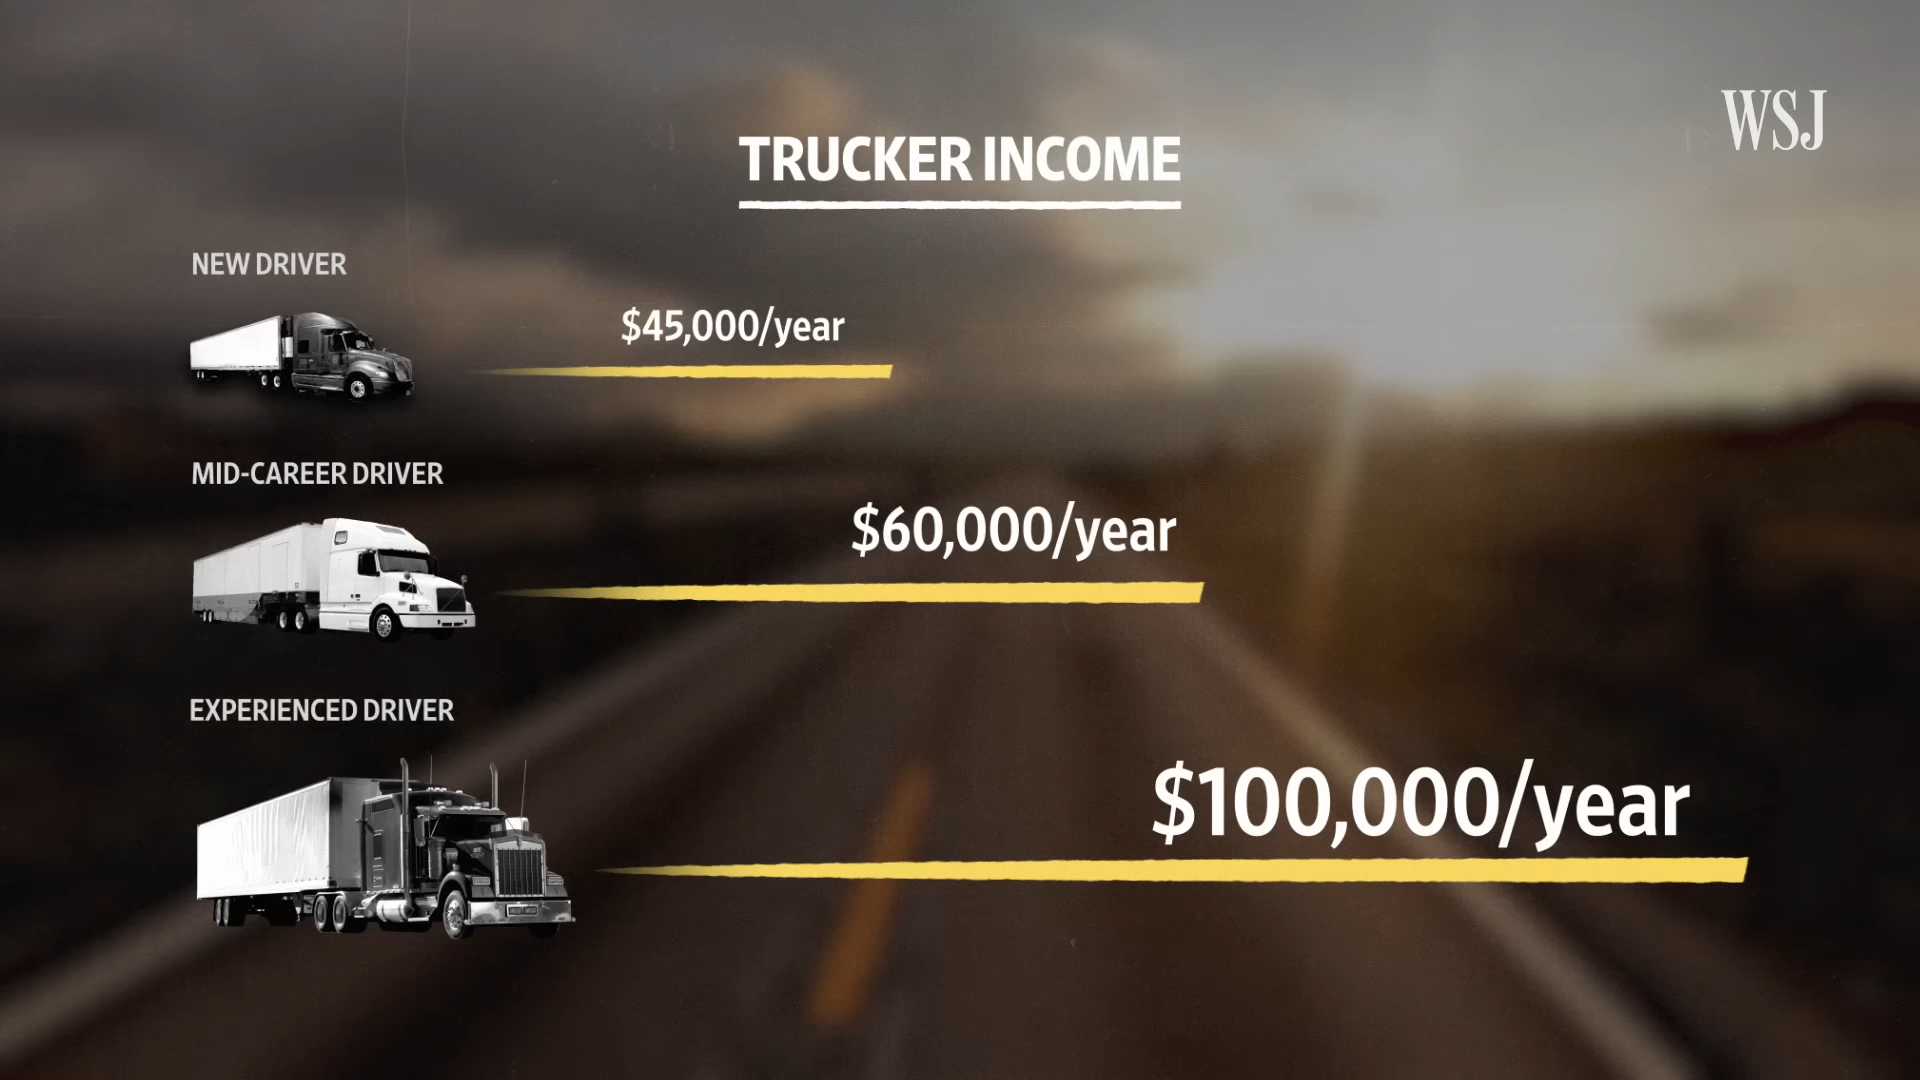 WSJ
TRUCKER INCOME
NEW DRIVER
$45,000/year
MID-CAREER DRIVER
$60,000/year
EXPERIENCED DRIVER
$100,000/year